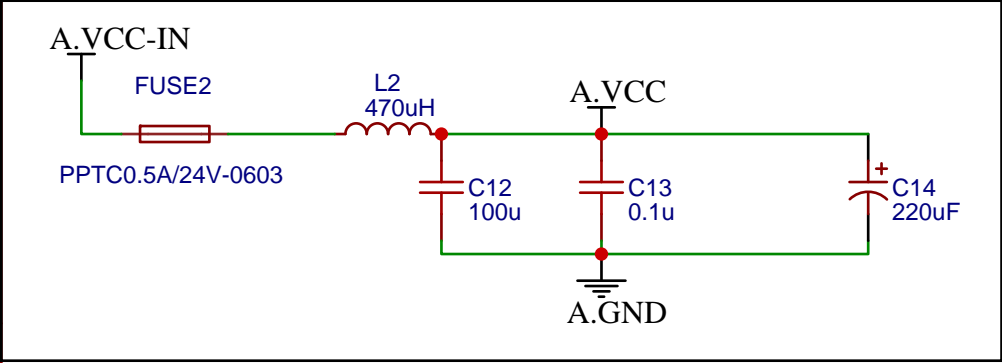 A.VCC-IN
FUSE2
L2
470uH
A.VCC
PPTC0.5A/24V-0603
C12
100u
C13
0.1u
+
C14
220uF
A.GND